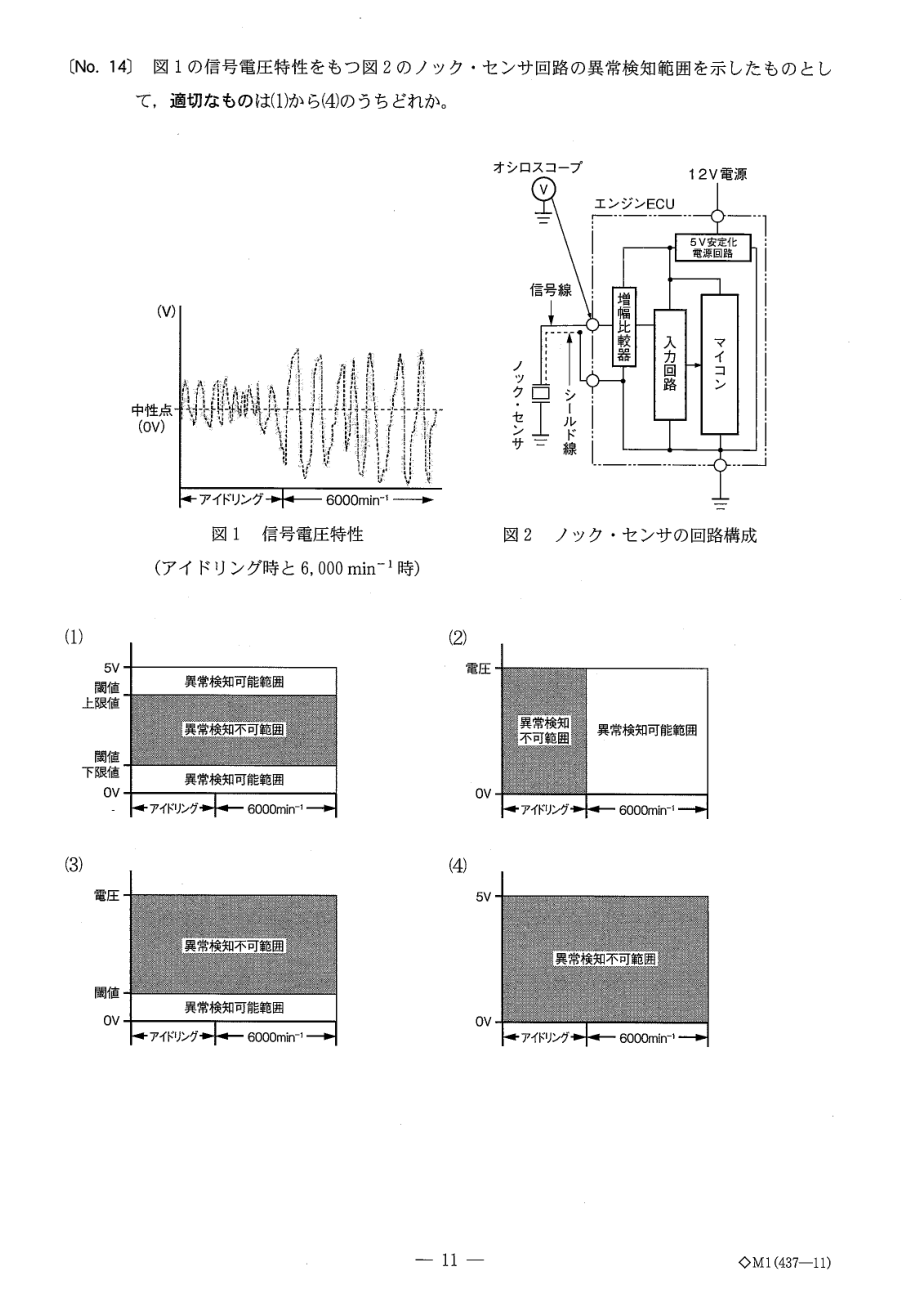 〔No. 14〕 図1の信号電圧特性をもつ図2のノック・センサ回路の異常検知範囲を示したものとし
て，適切なものは(1)から(4)のうちどれか。
(V)
中性点
(0V)
アイドリング
6000min⁻¹
図1 信号電圧特性
（アイドリング時と 6,000 min⁻¹ 時）
オシロスコープ
V
12V電源
エンジンECU
5V安定化
電源回路
信号線
増幅比較器
入力回路
マイコン
ノック・センサ
シールド線
図2 ノック・センサの回路構成
(1)
5V
閾値
上限値
閾値
下限値
0V
異常検知可能範囲
異常検知不可範囲
異常検知可能範囲
アイドリング
6000min⁻¹
(2)
電圧
0V
異常検知
不可範囲
異常検知可能範囲
アイドリング
6000min⁻¹
(3)
電圧
閾値
0V
異常検知不可範囲
異常検知可能範囲
アイドリング
6000min⁻¹
(4)
5V
0V
異常検知不可範囲
アイドリング
6000min⁻¹
— 11 —
◇M1(437—11)